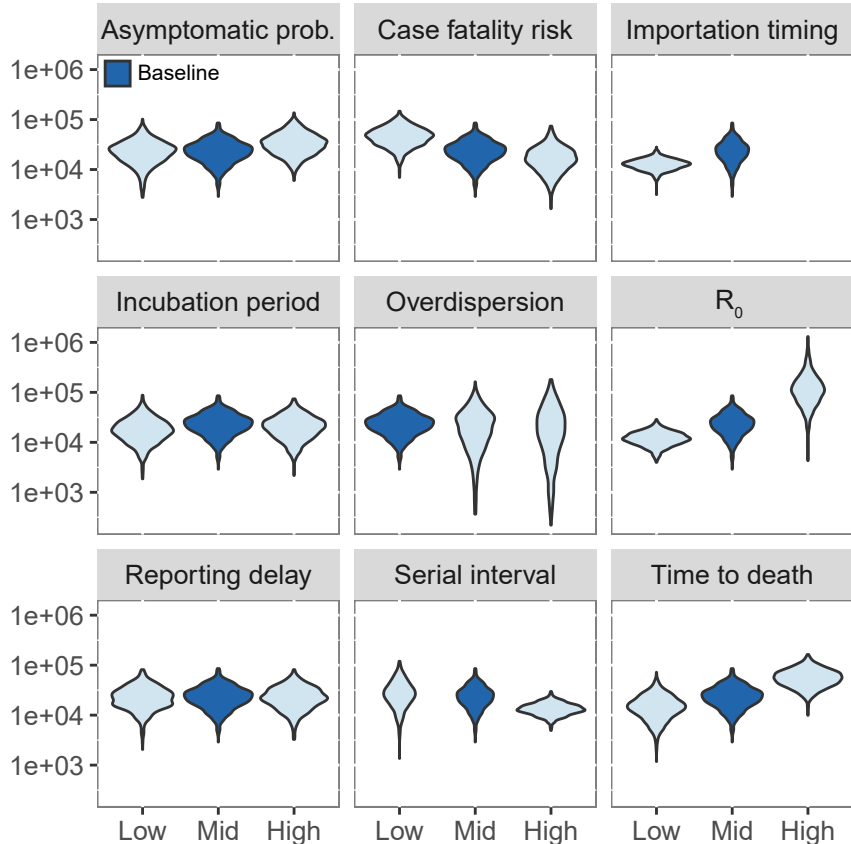 Asymptomatic prob. Case fatality risk Importation timing
1e+06
Baseline
1e+05
1e+04
1e+03
Incubation period Overdispersion R₀
1e+06
1e+05
1e+04
1e+03
Reporting delay Serial interval Time to death
1e+06
1e+05
1e+04
1e+03
Low Mid High Low Mid High Low Mid High